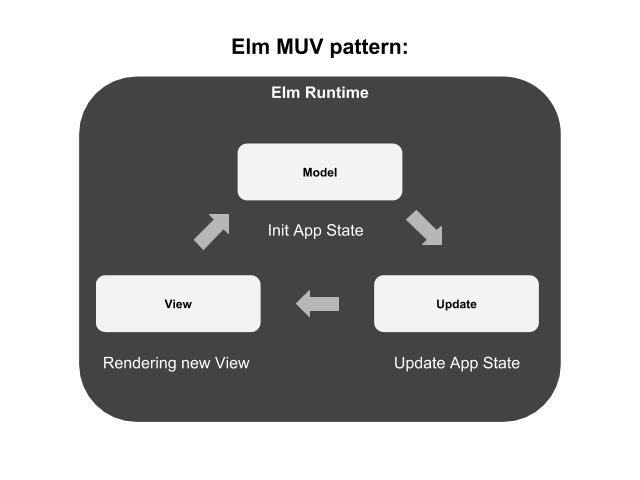 Elm MUV pattern:
Elm Runtime
Model
Init App State
View
Update
Rendering new View
Update App State